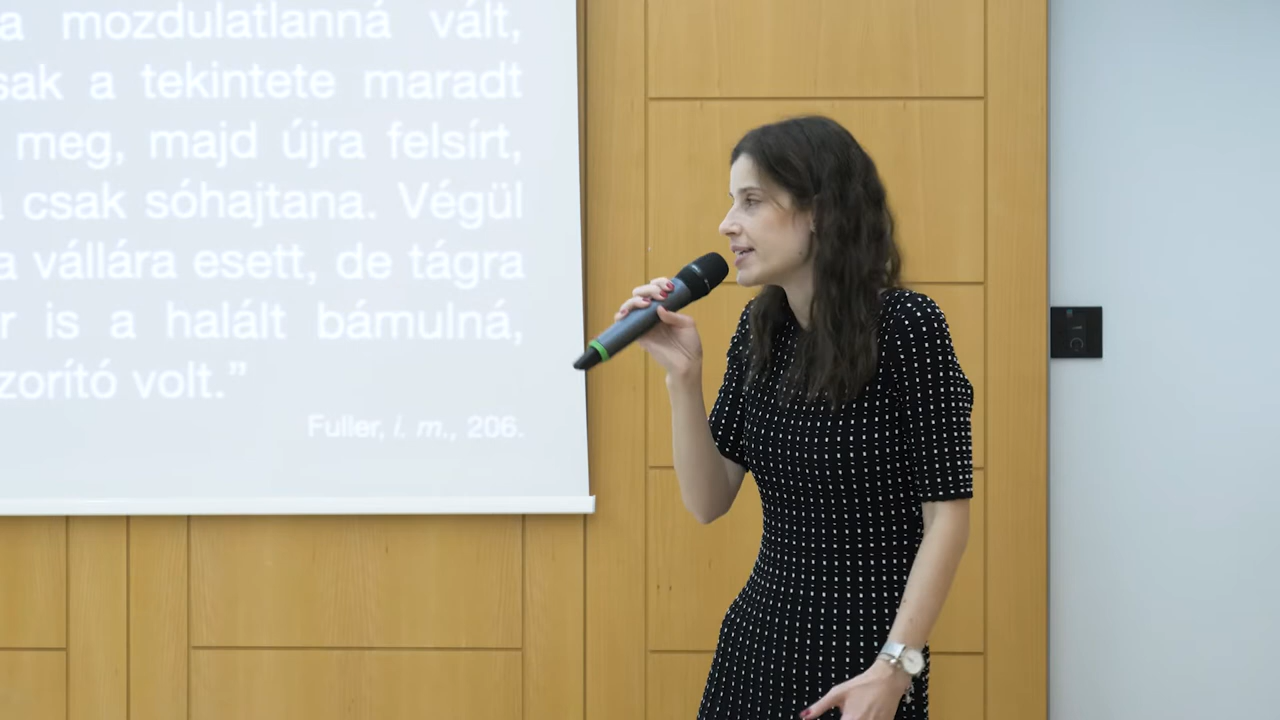 a mozdulatlanná vált,
sak a tekintete maradt
meg, majd újra felsírt,
csak sóhajtana. Végül
a vállára esett, de tágra
r is a halált bámulná,
zorító volt.”
Fuller, i. m., 206.